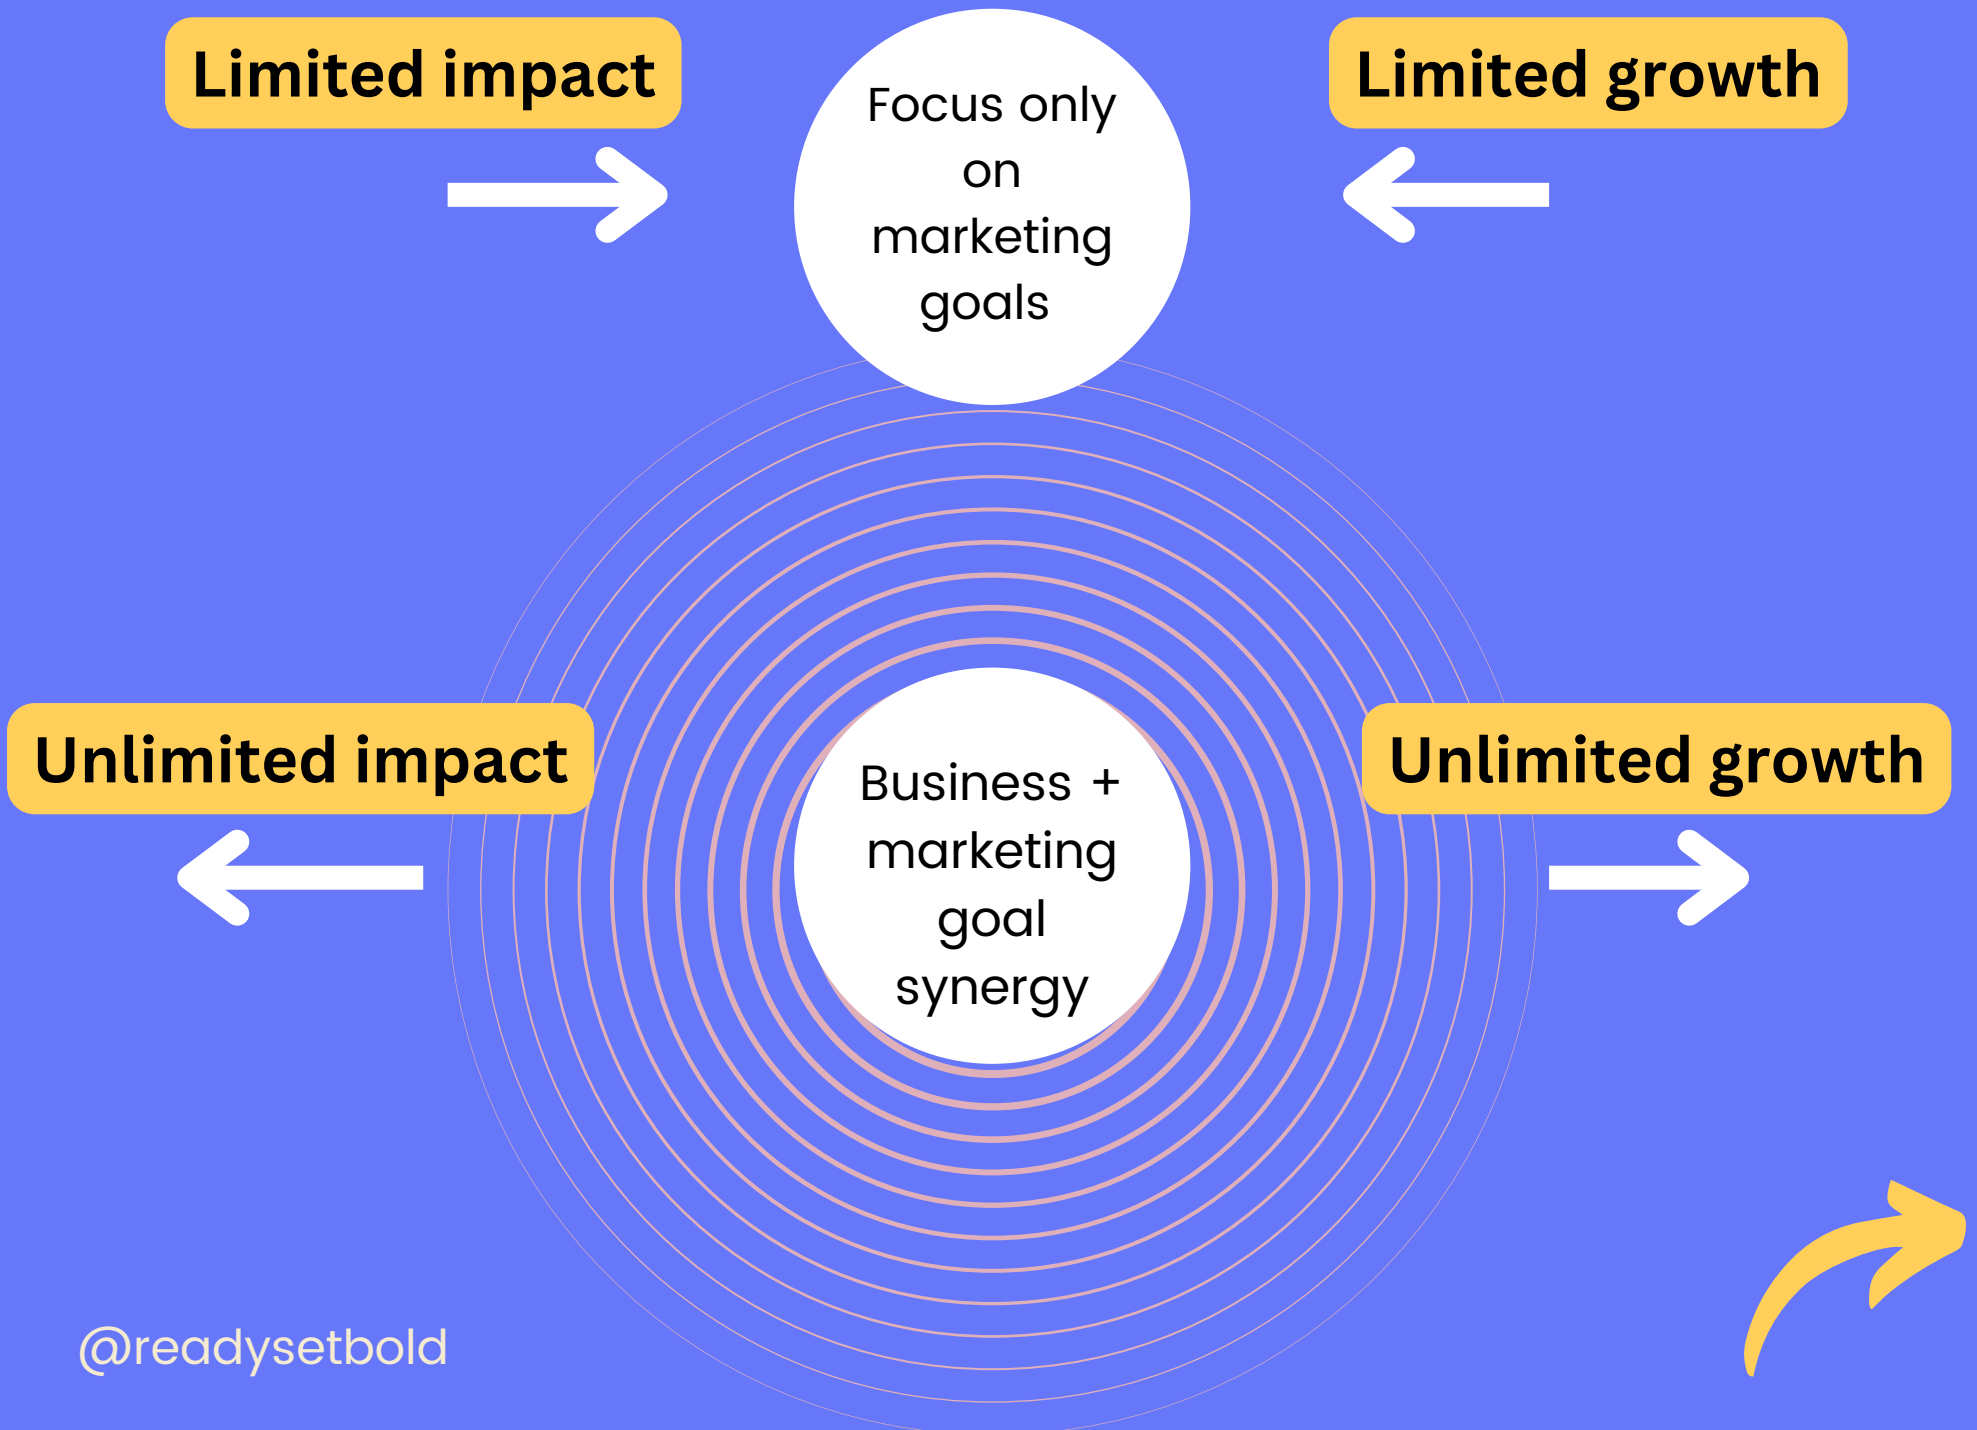 Limited impact
Limited growth
Focus only
on
marketing
goals
Unlimited impact
Unlimited growth
Business +
marketing
goal
synergy
@readysetbold